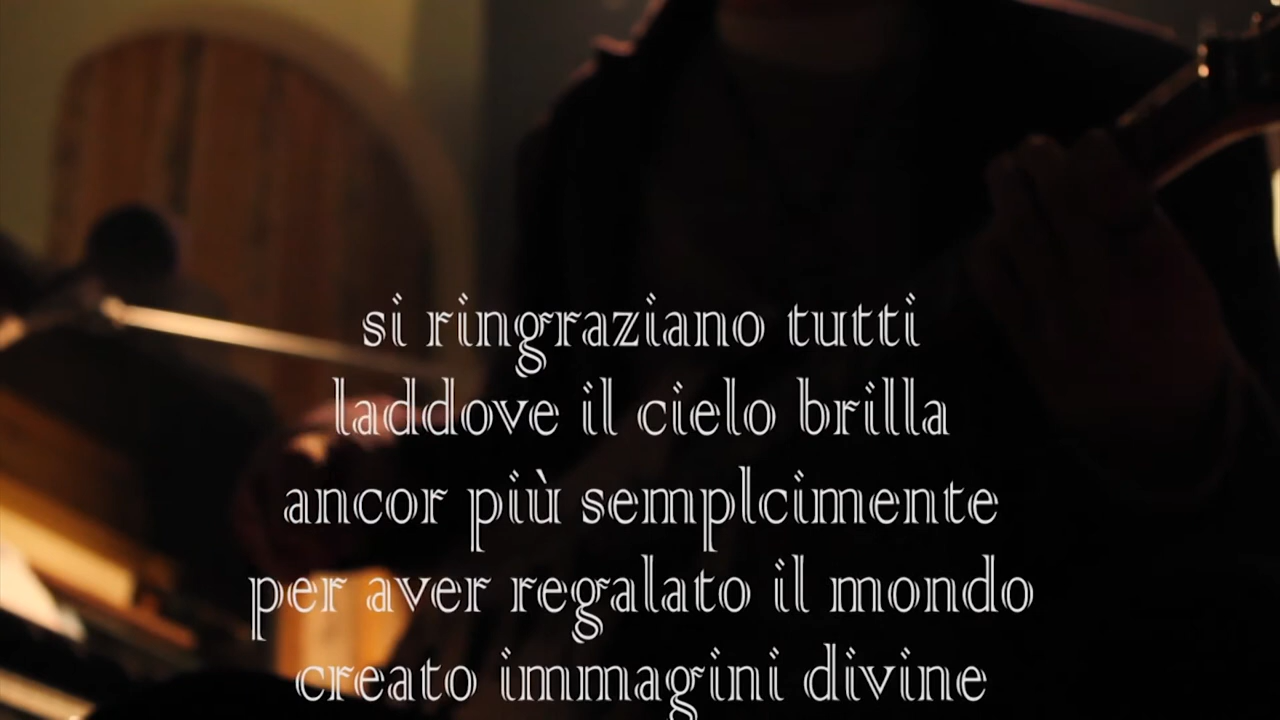 si ringraziano tutti
laddove il cielo brilla
ancor più semplcimente
per aver regalato il mondo
creato immagini divine